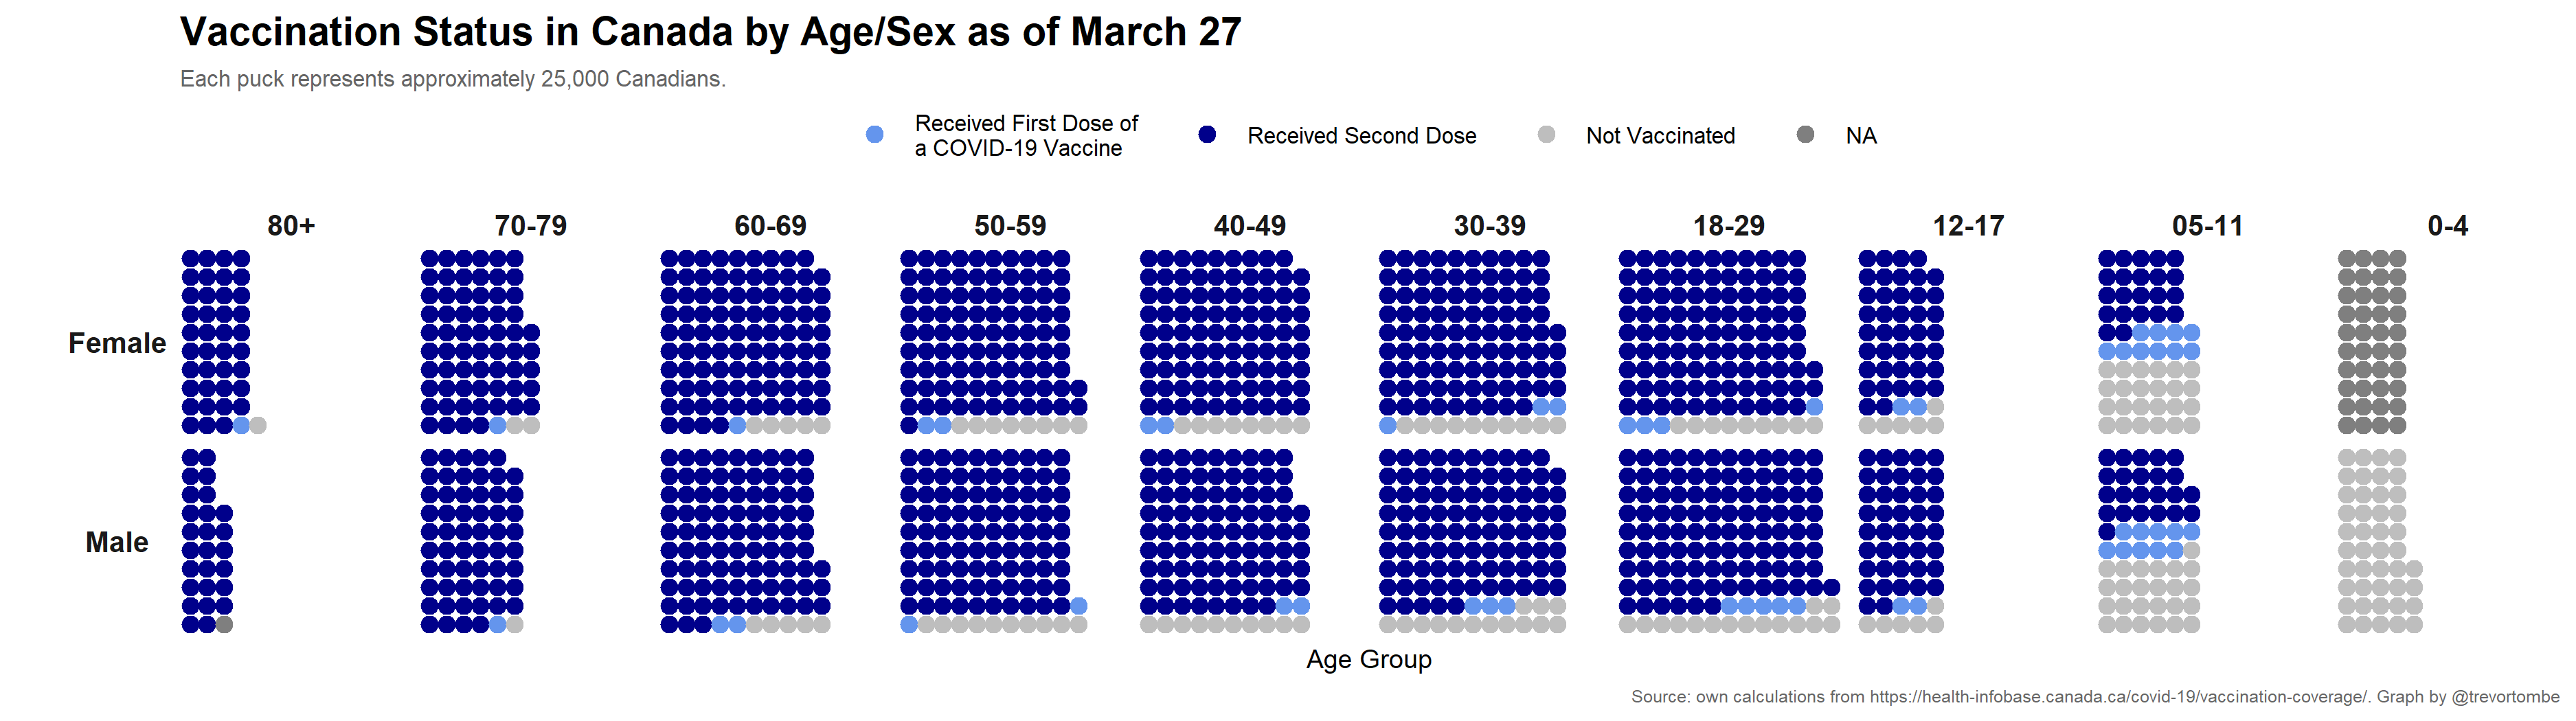 Vaccination Status in Canada by Age/Sex as of March 27
Each puck represents approximately 25,000 Canadians.
Received First Dose of
a COVID-19 Vaccine
Received Second Dose
Not Vaccinated
NA
80+ 70-79 60-69 50-59 40-49 30-39 18-29 12-17 05-11 0-4
Female
Male
Age Group
Source: own calculations from https://health-infobase.canada.ca/covid-19/vaccination-coverage/. Graph by @trevortombe